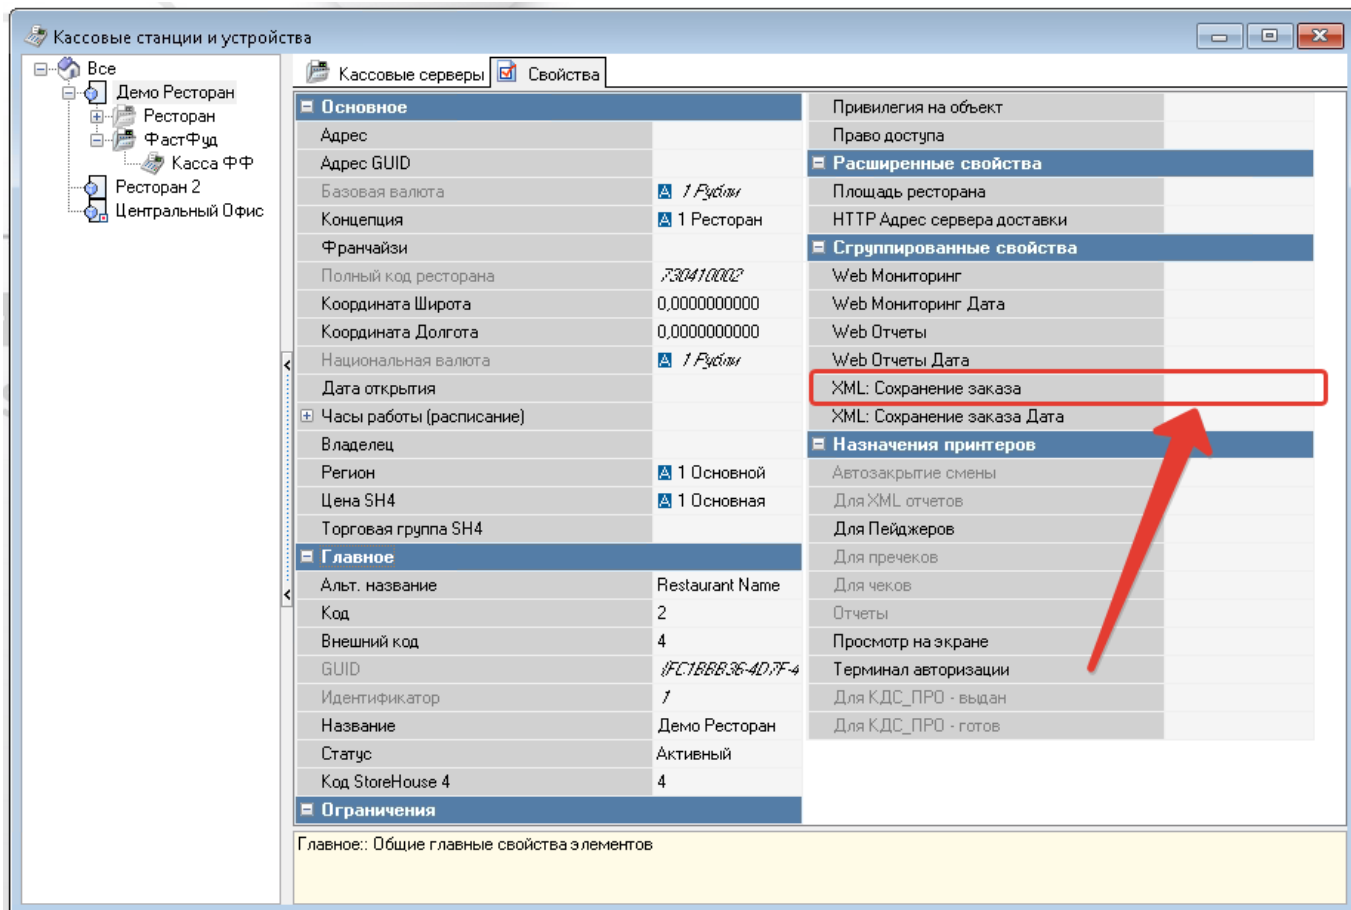 Кассовые станции и устройства
Все
Демо Ресторан
Ресторан
ФастФуд
Касса ФФ
Ресторан 2
Центральный Офис
Кассовые серверы
Свойства
Основное
Адрес
Адрес GUID
Базовая валюта 1 Рубли
Концепция 1 Ресторан
Франчайзи
Полный код ресторана 730410002
Координата Широта 0,0000000000
Координата Долгота 0,0000000000
Национальная валюта 1 Рубли
Дата открытия
Часы работы (расписание)
Владелец
Регион 1 Основной
Цена SH4 1 Основная
Торговая группа SH4
Главное
Альт. название Restaurant Name
Код 2
Внешний код 4
GUID {FC1BBB36-4D7F-4
Идентификатор 1
Название Демо Ресторан
Статус Активный
Код StoreHouse 4 4
Ограничения
Привилегия на объект
Право доступа
Расширенные свойства
Площадь ресторана
HTTP Адрес сервера доставки
Сгруппированные свойства
Web Мониторинг
Web Мониторинг Дата
Web Отчеты
Web Отчеты Дата
XML: Сохранение заказа
XML: Сохранение заказа Дата
Назначения принтеров
Автозакрытие смены
Для XML отчетов
Для Пейджеров
Для пречеков
Для чеков
Отчеты
Просмотр на экране
Терминал авторизации
Для КДС_ПРО - выдан
Для КДС_ПРО - готов
Главное:: Общие главные свойства элементов